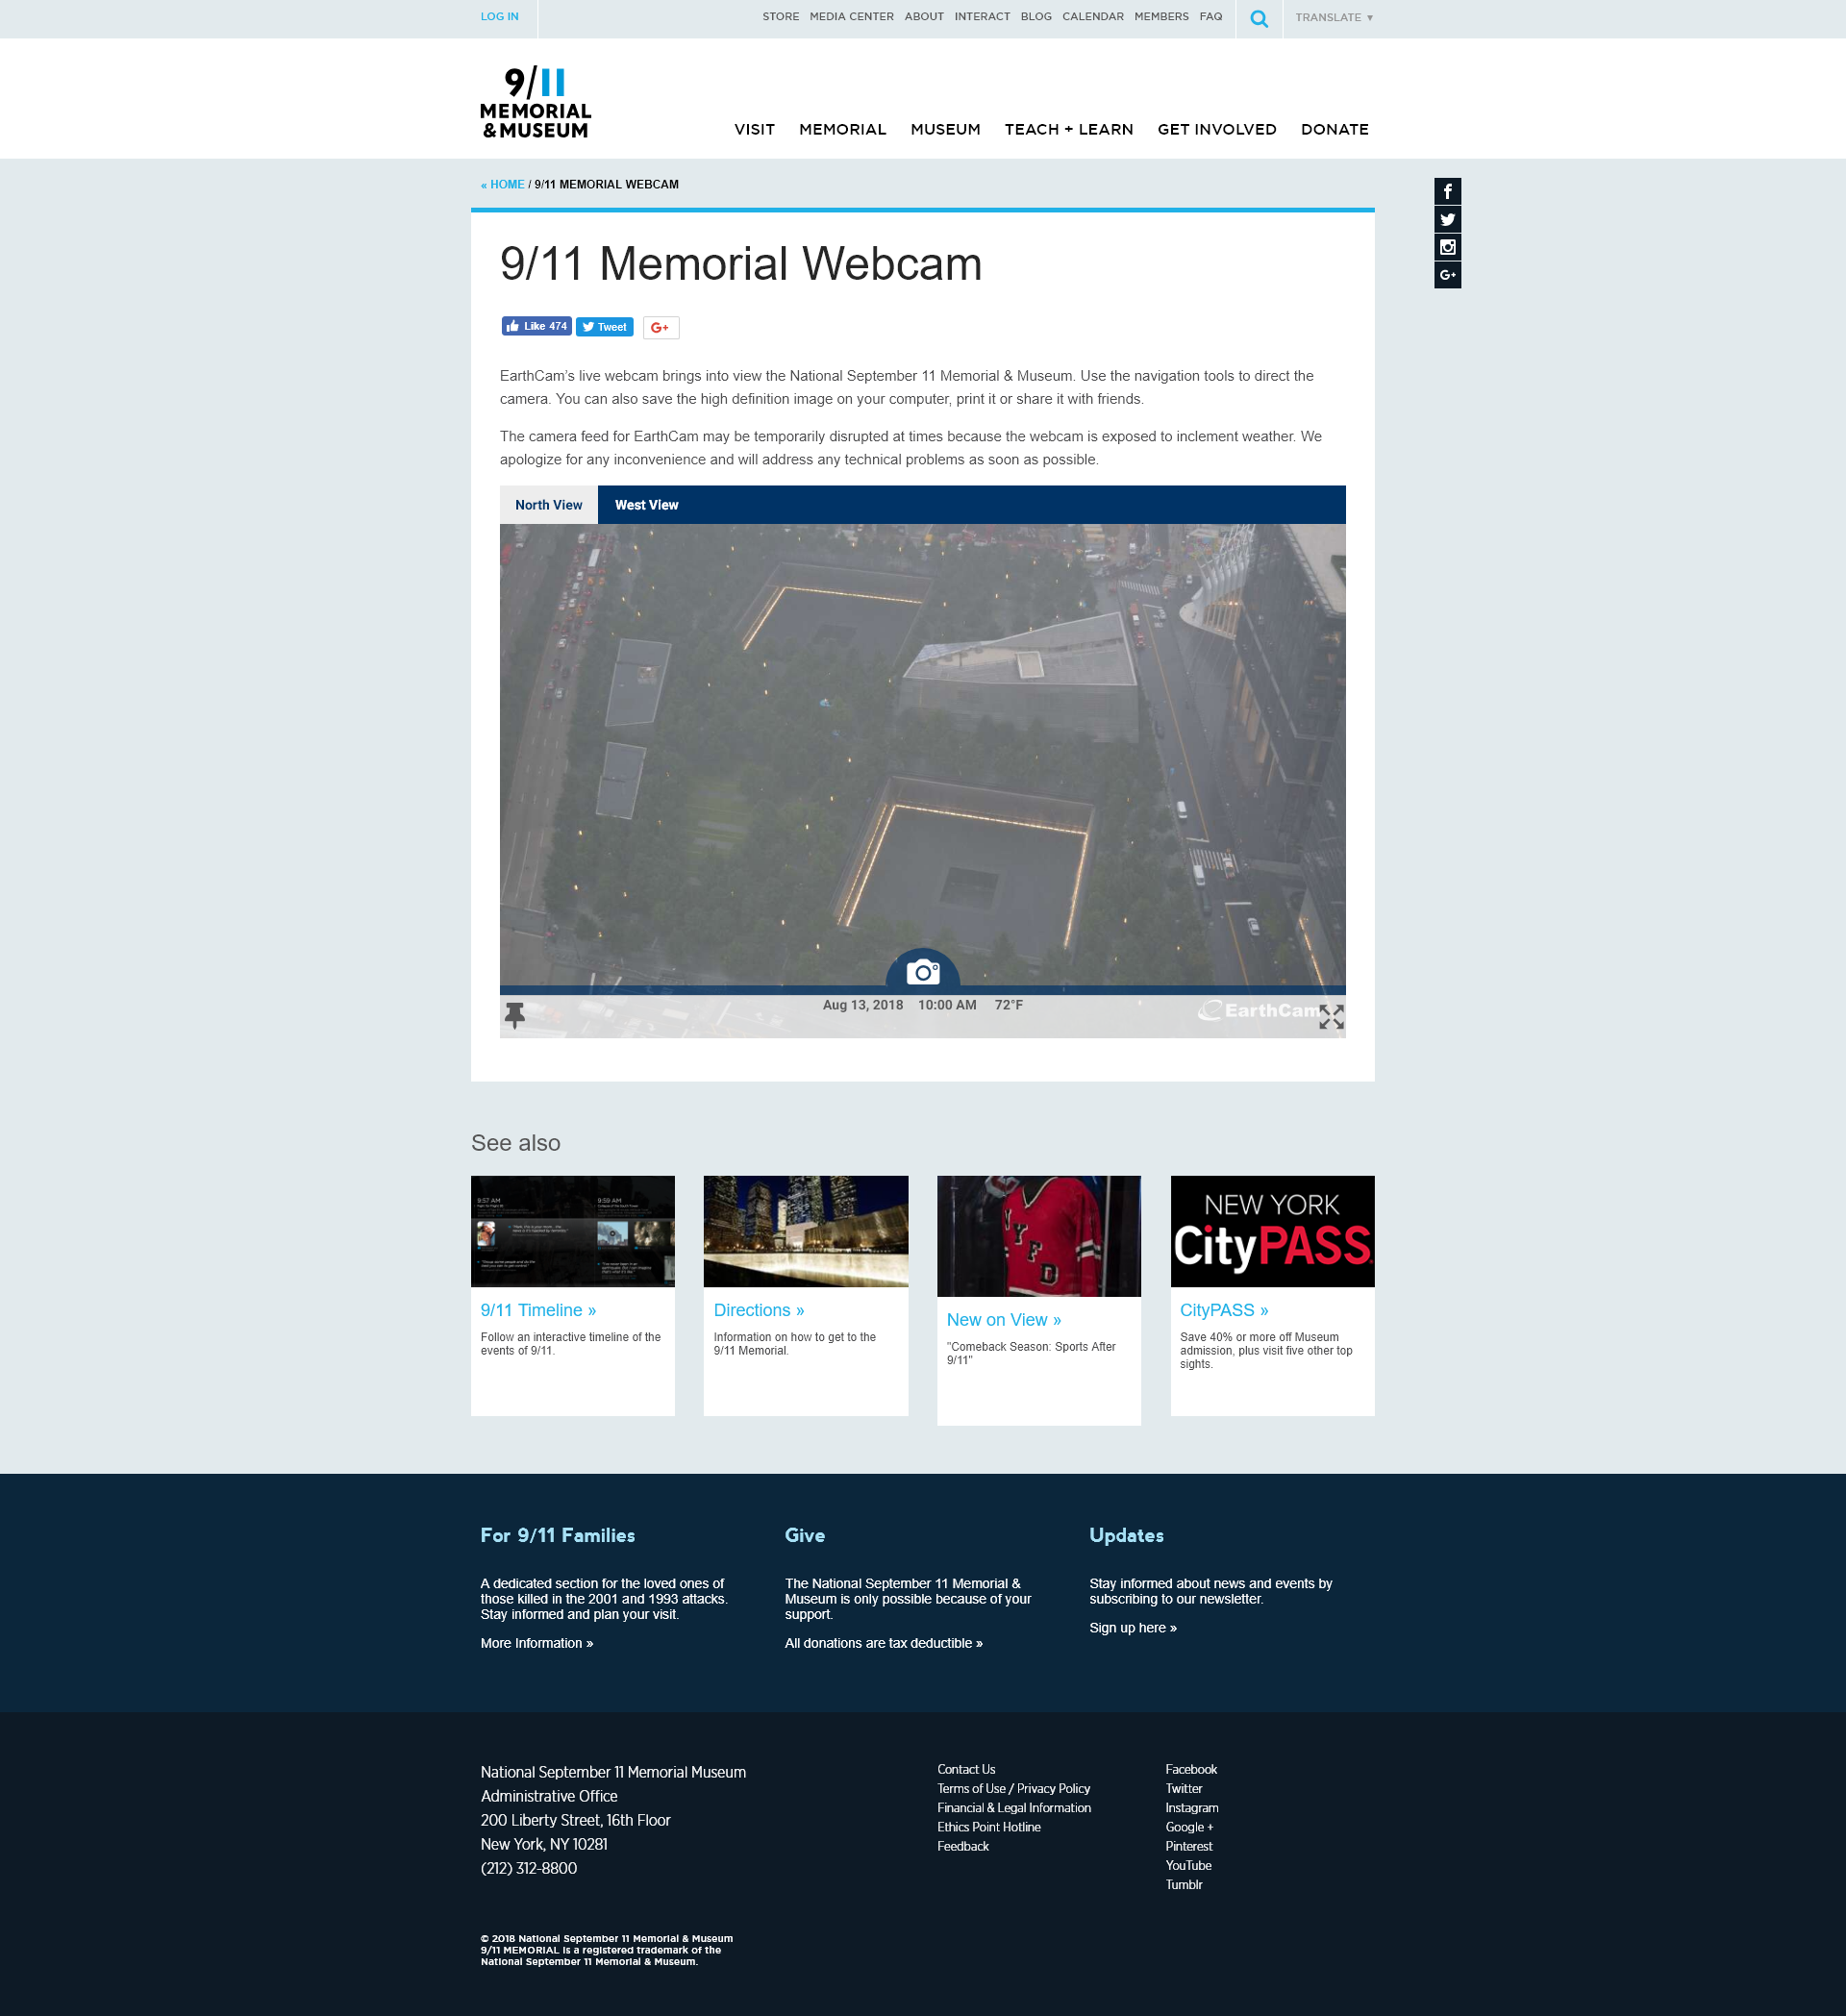 LOG IN
STORE MEDIA CENTER ABOUT INTERACT BLOG CALENDAR MEMBERS FAQ
TRANSLATE ▼
9/11
MEMORIAL
& MUSEUM
VISIT MEMORIAL MUSEUM TEACH + LEARN GET INVOLVED DONATE
« HOME / 9/11 MEMORIAL WEBCAM
9/11 Memorial Webcam
Like 474 Tweet G+
EarthCam’s live webcam brings into view the National September 11 Memorial & Museum. Use the navigation tools to direct the
camera. You can also save the high definition image on your computer, print it or share it with friends.
The camera feed for EarthCam may be temporarily disrupted at times because the webcam is exposed to inclement weather. We
apologize for any inconvenience and will address any technical problems as soon as possible.
North View West View
Aug 13, 2018 10:00 AM 72°F
EarthCam
See also
9:57 AM
9:59 AM
NYFD
NEW YORK
CityPASS
9/11 Timeline »
Follow an interactive timeline of the
events of 9/11.
Directions »
Information on how to get to the
9/11 Memorial.
New on View »
"Comeback Season: Sports After
9/11"
CityPASS »
Save 40% or more off Museum
admission, plus visit five other top
sights.
For 9/11 Families
A dedicated section for the loved ones of
those killed in the 2001 and 1993 attacks.
Stay informed and plan your visit.
More Information »
Give
The National September 11 Memorial &
Museum is only possible because of your
support.
All donations are tax deductible »
Updates
Stay informed about news and events by
subscribing to our newsletter.
Sign up here »
National September 11 Memorial Museum
Administrative Office
200 Liberty Street, 16th Floor
New York, NY 10281
(212) 312-8800
Contact Us
Terms of Use / Privacy Policy
Financial & Legal Information
Ethics Point Hotline
Feedback
Facebook
Twitter
Instagram
Google +
Pinterest
YouTube
Tumblr
© 2018 National September 11 Memorial & Museum
9/11 MEMORIAL is a registered trademark of the
National September 11 Memorial & Museum.